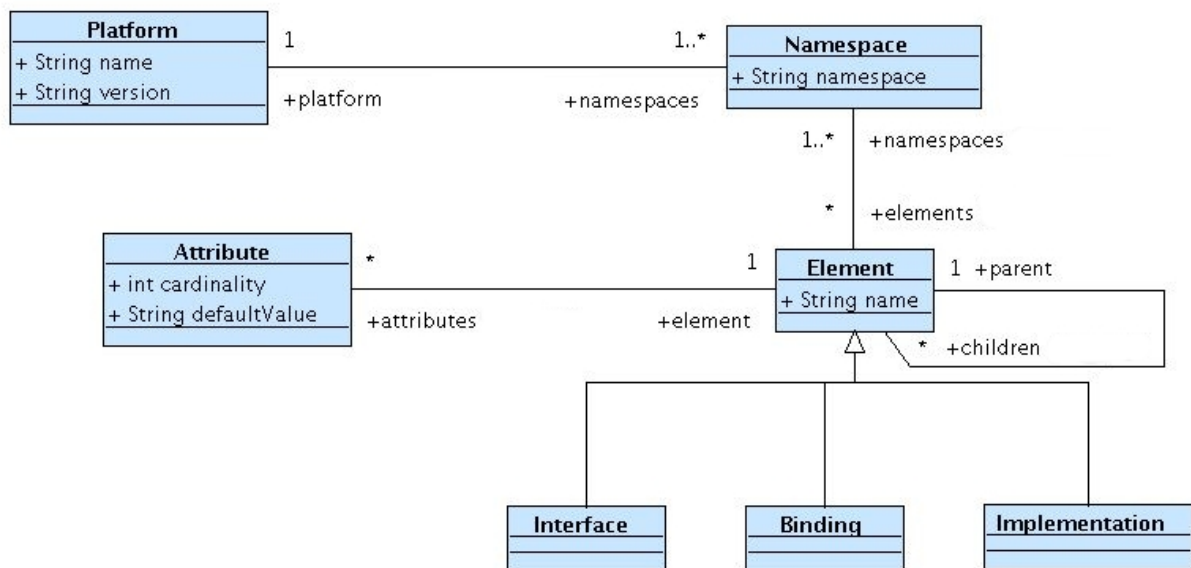 Platform
+ String name
+ String version
1
1..*
+platform
+namespaces
Namespace
+ String namespace
1..*
+namespaces
*
+elements
Attribute
+ int cardinality
+ String defaultValue
*
1
+attributes
+element
Element
+ String name
1 +parent
* +children
Interface
Binding
Implementation